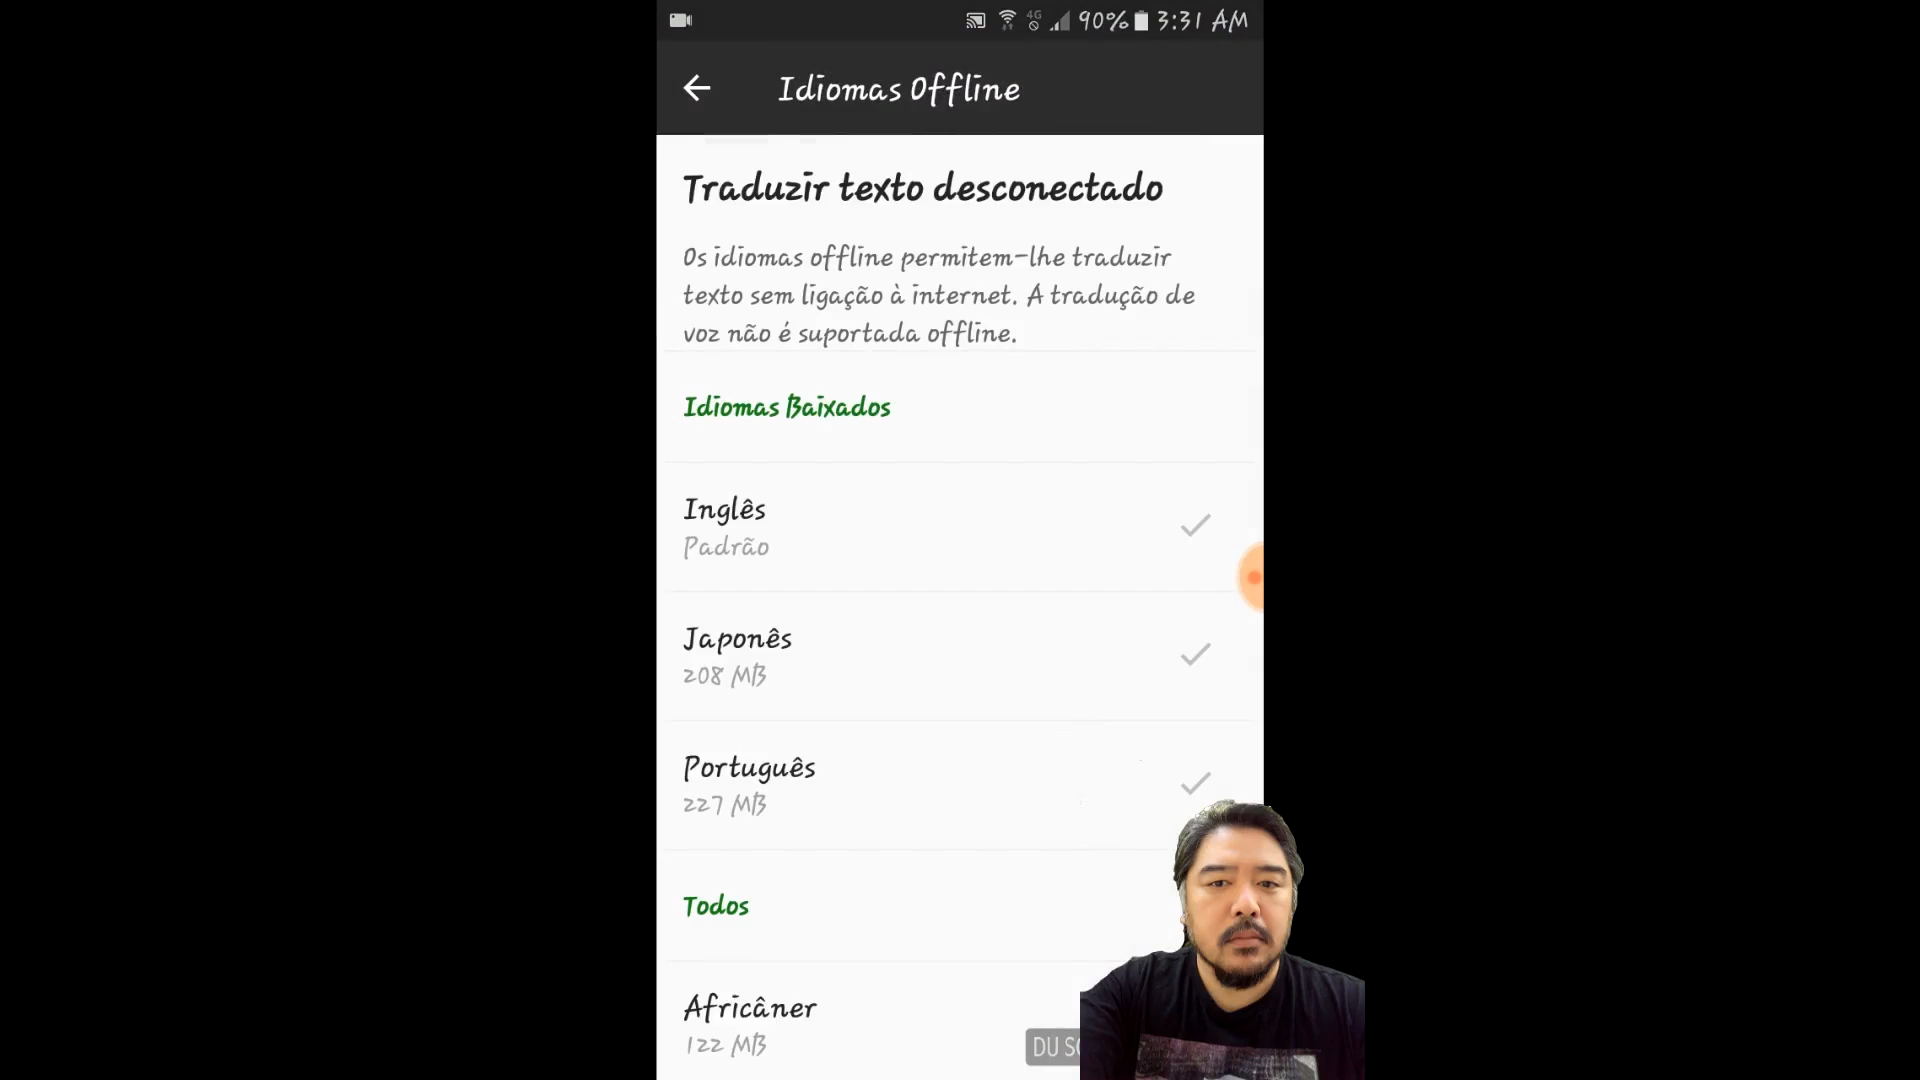 4G 90% 3:31 AM
Idiomas Offline
Traduzir texto desconectado
Os idiomas offline permitem-lhe traduzir
texto sem ligação à internet. A tradução de
voz não é suportada offline.
Idiomas Baixados
Inglês
Padrão
Japonês
208 MB
Português
227 MB
Todos
Africâner
122 MB
DU